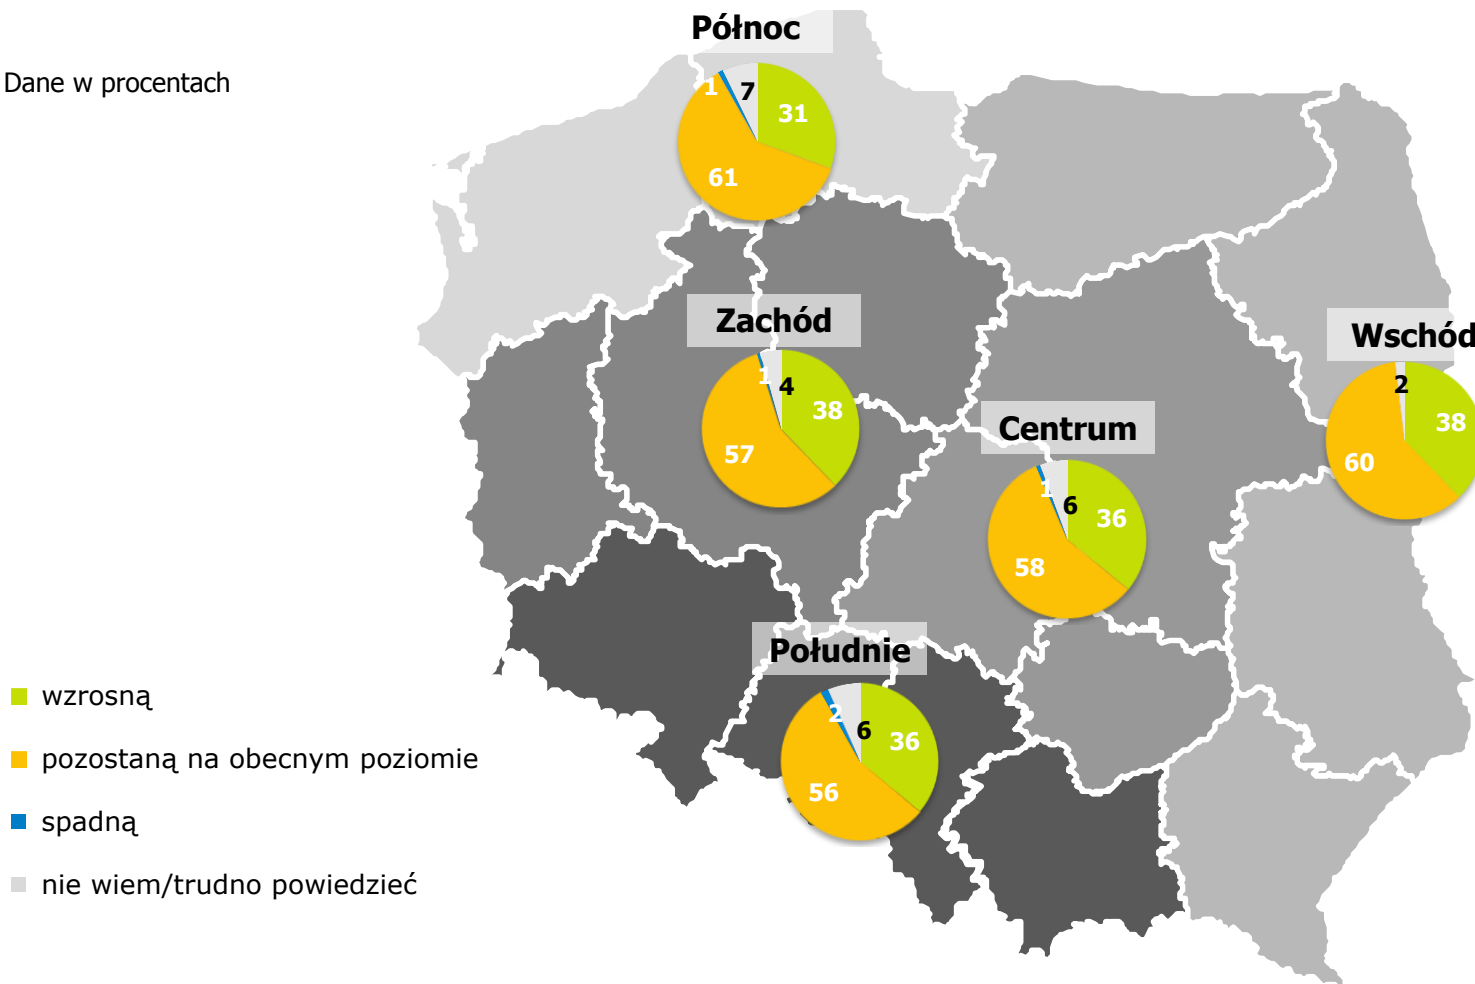 Północ
Dane w procentach
1
7
31
61
Zachód
Wschód
1
4
38
57
2
38
60
Centrum
1
6
36
58
Południe
2
6
36
56
wzrosną
pozostaną na obecnym poziomie
spadną
nie wiem/trudno powiedzieć